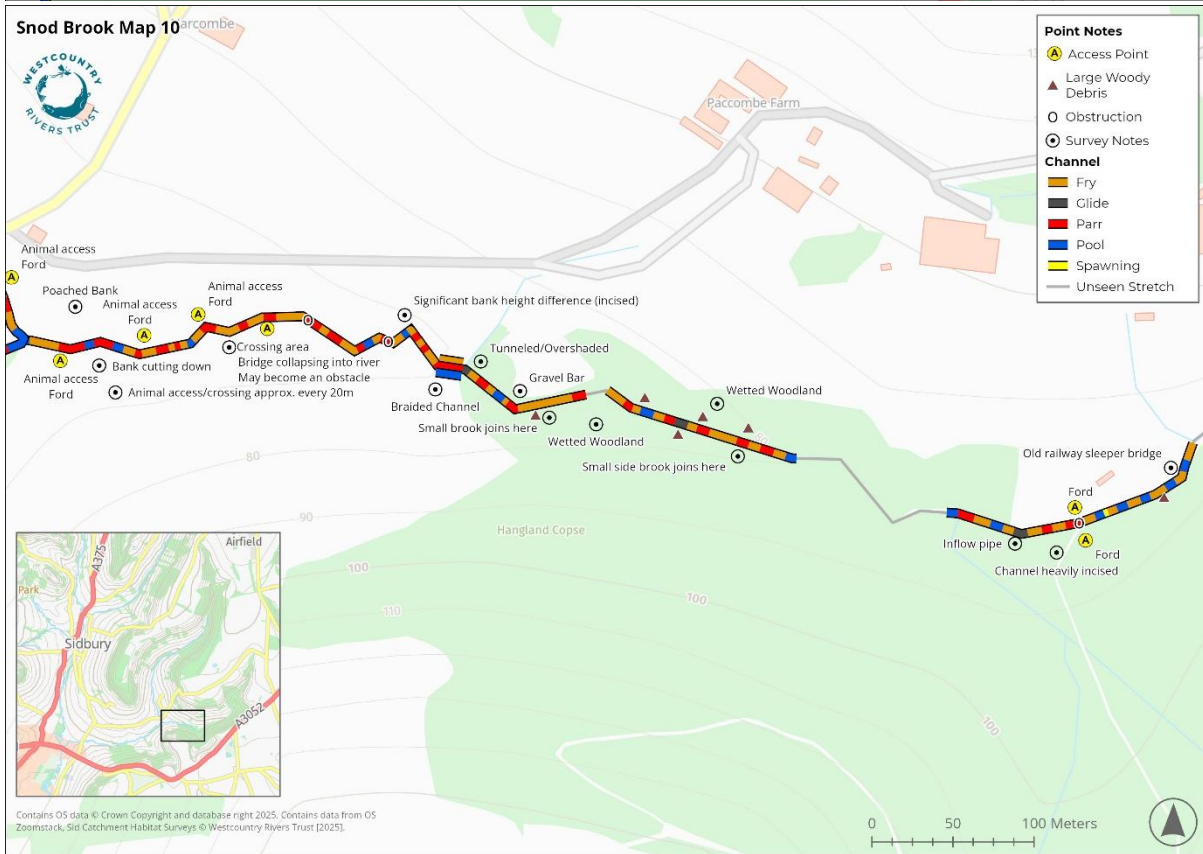 Snod Brook Map 10
arcombe
WESTCOUNTRY
RIVERS TRUST
Point Notes
A Access Point
Large Woody
Debris
O Obstruction
Survey Notes
Channel
Fry
Glide
Parr
Pool
Spawning
Unseen Stretch
Paccombe Farm
Animal access
Ford
A
Poached Bank
Animal access
Ford
A
Animal access
Ford
A
A
A
Animal access
Ford
Bank cutting down
Animal access/crossing approx. every 20m
Crossing area
Bridge collapsing into river
May become an obstacle
O
O
Significant bank height difference (incised)
Tunneled/Overshaded
Gravel Bar
Braided Channel
Small brook joins here
Wetted Woodland
Wetted Woodland
Small side brook joins here
Old railway sleeper bridge
Ford
A
O
A
Ford
Inflow pipe
Channel heavily incised
80
90
100
110
100
100
Hangland Copse
Airfield
A375
Park
Sidbury
A3052
Contains OS data © Crown Copyright and database right 2025. Contains data from OS
Zoomstack, Sid Catchment Habitat Surveys © Westcountry Rivers Trust [2025].
0 50 100 Meters